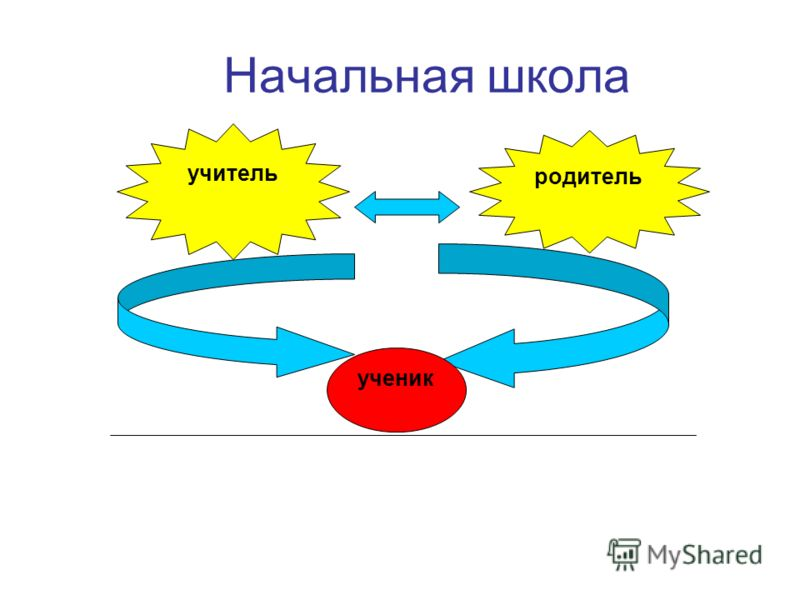 Начальная школа
учитель
родитель
ученик
MyShared